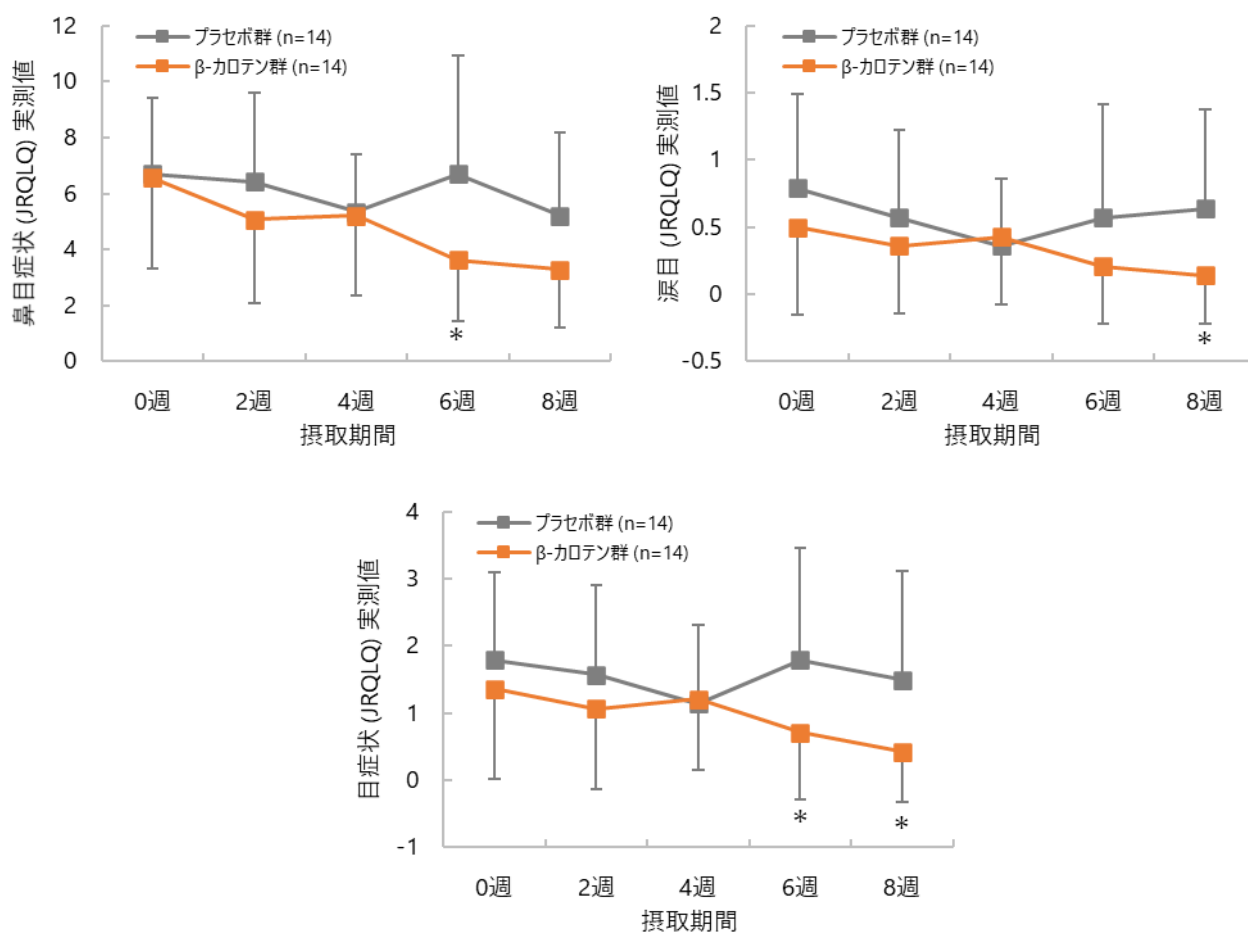 鼻目症状 (JRQLQ) 実測値
12
10
8
6
4
2
0
プラセボ群 (n=14)
β-カロテン群 (n=14)
*
0週 2週 4週 6週 8週
摂取期間
涙目 (JRQLQ) 実測値
2
1.5
1
0.5
0
-0.5
プラセボ群 (n=14)
β-カロテン群 (n=14)
*
0週 2週 4週 6週 8週
摂取期間
目症状 (JRQLQ) 実測値
4
3
2
1
0
-1
プラセボ群 (n=14)
β-カロテン群 (n=14)
* *
0週 2週 4週 6週 8週
摂取期間